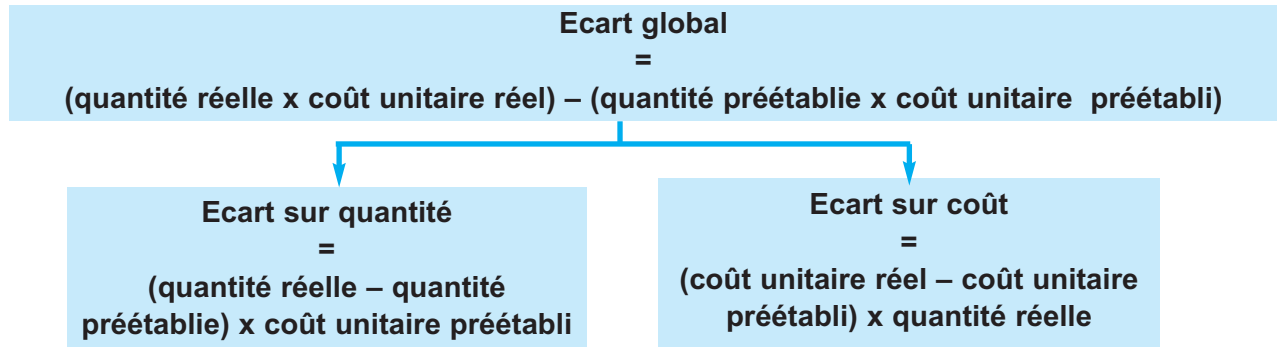 Ecart global
=
(quantité réelle x coût unitaire réel) – (quantité préétablie x coût unitaire préétabli)
Ecart sur quantité
=
(quantité réelle – quantité
préétablie) x coût unitaire préétabli
Ecart sur coût
=
(coût unitaire réel – coût unitaire
préétabli) x quantité réelle